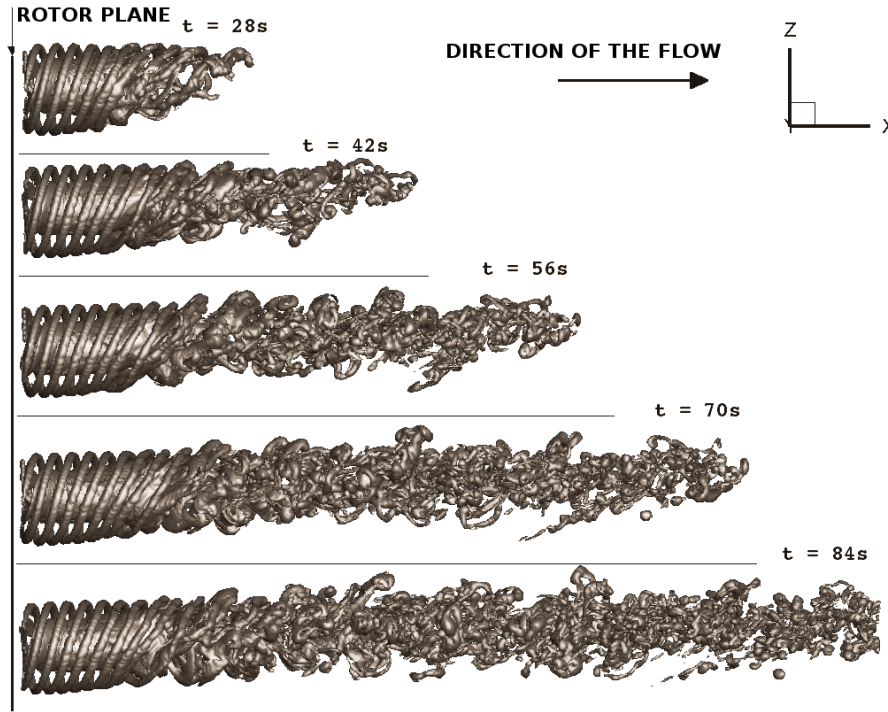 ROTOR PLANE
t = 28s
DIRECTION OF THE FLOW
Z
Y
X
t = 42s
t = 56s
t = 70s
t = 84s